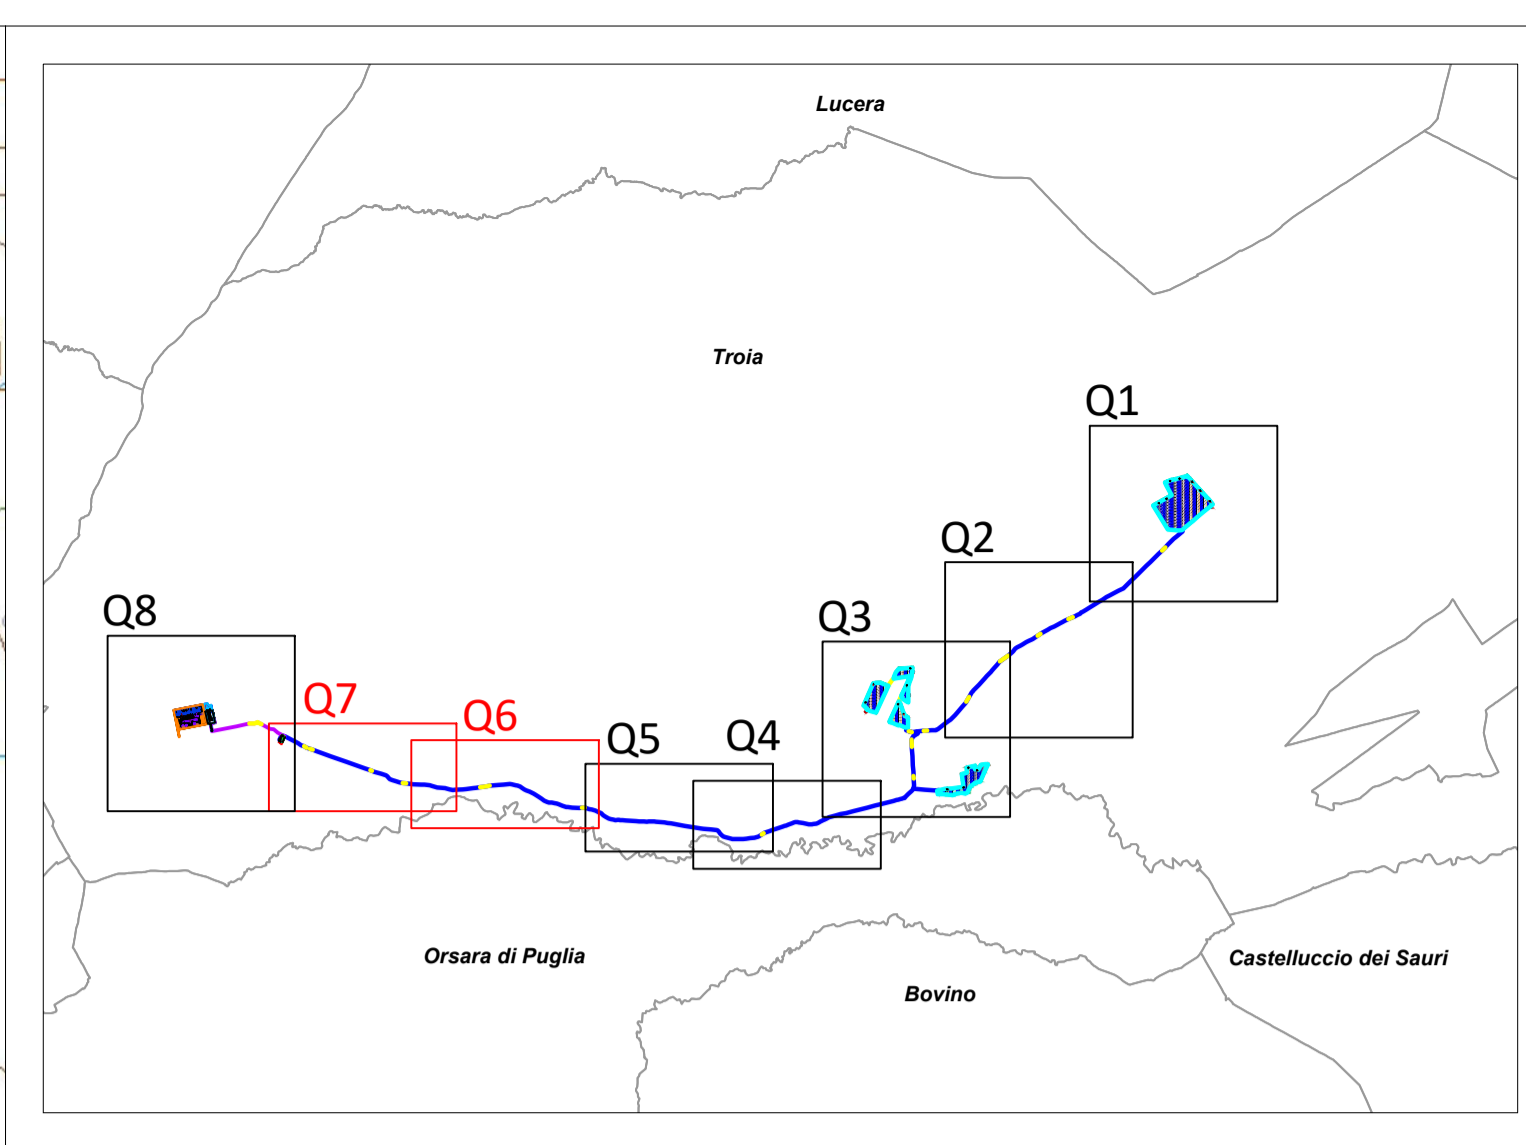 Lucera
Troia
Q1
Q2
Q8
Q3
Q7
Q6
Q5
Q4
Orsara di Puglia
Castelluccio dei Sauri
Bovino